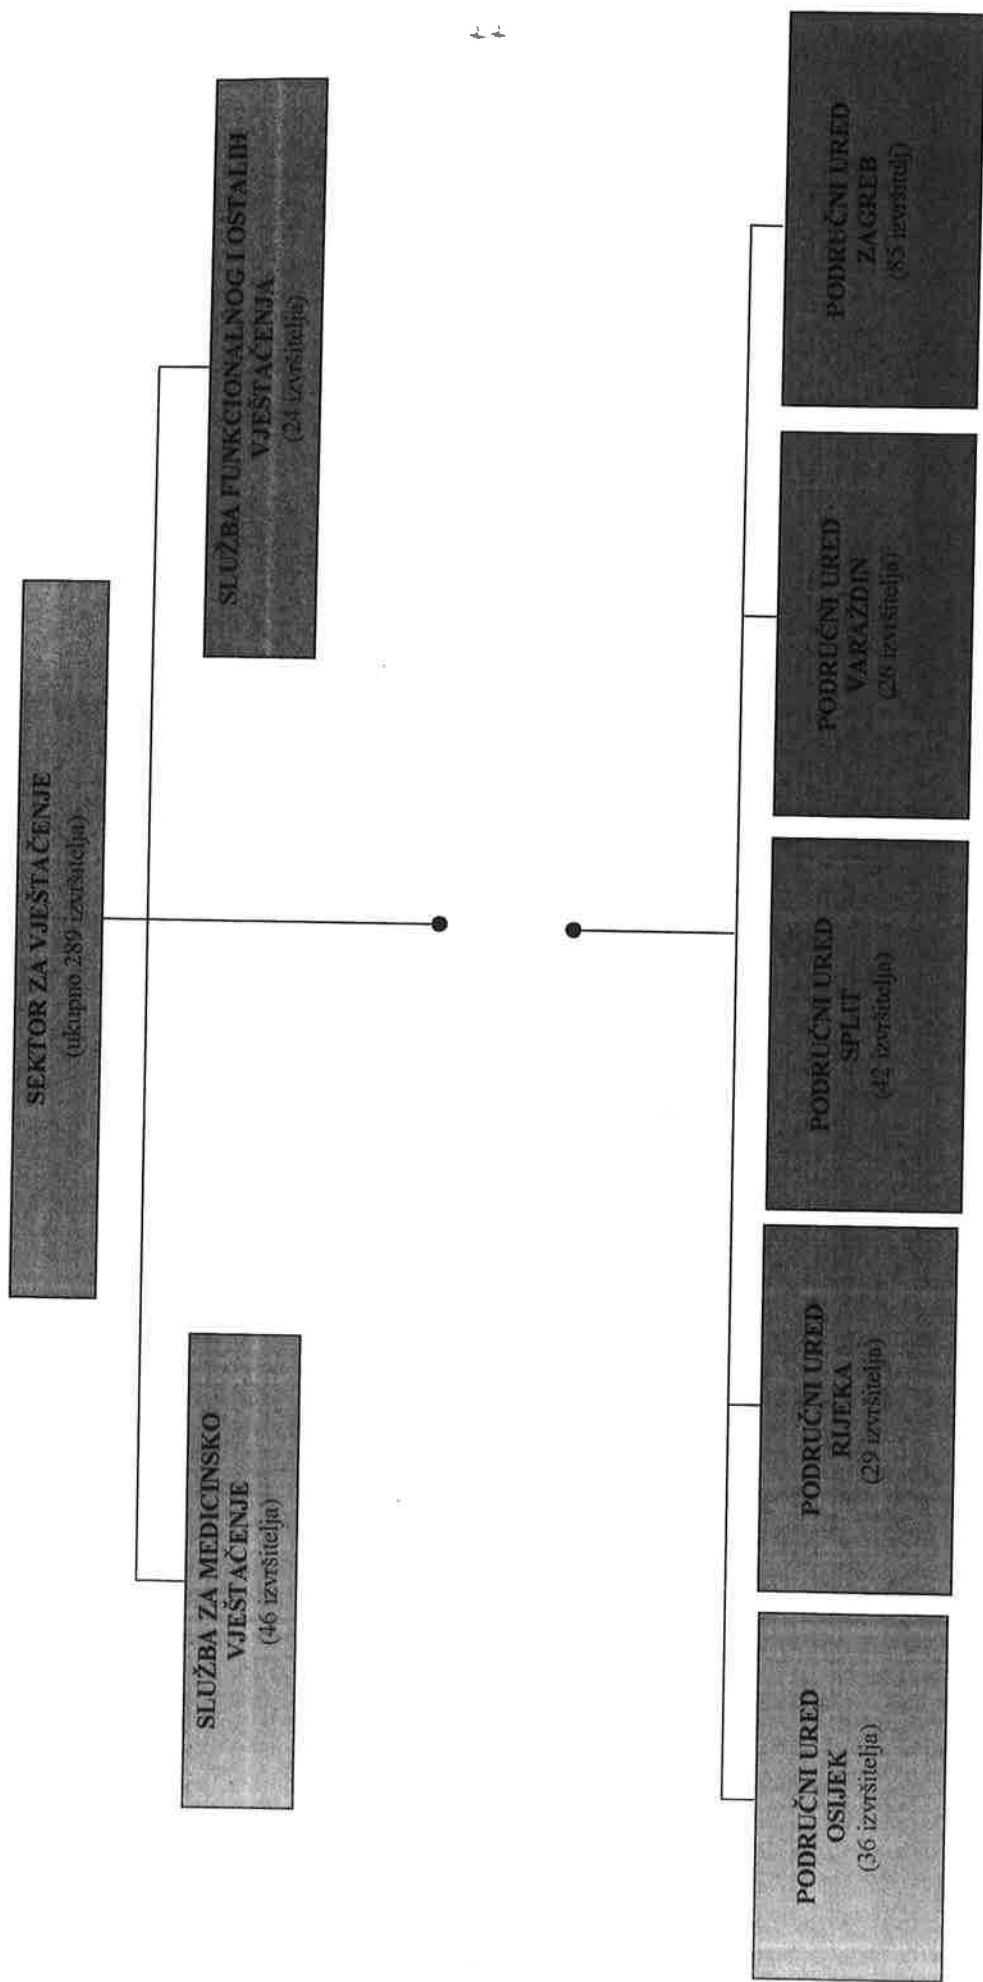 SEKTOR ZA VJEŠTAČENJE
(ukupno 289 izvršitelja)
SLUŽBA ZA MEDICINSKO
VJEŠTAČENJE
(46 izvršitelja)
SLUŽBA FUNKCIONALNOG I OSTALIH
VJEŠTAČENJA
(24 izvršitelja)
PODRUČNI URED
OSIJEK
(36 izvršitelja)
PODRUČNI URED
RIJEKA
(29 izvršitelja)
PODRUČNI URED
SPLIT
(42 izvršitelja)
PODRUČNI URED
VARAŽDIN
(26 izvršitelja)
PODRUČNI URED
ZAGREB
(85 izvršitelj)